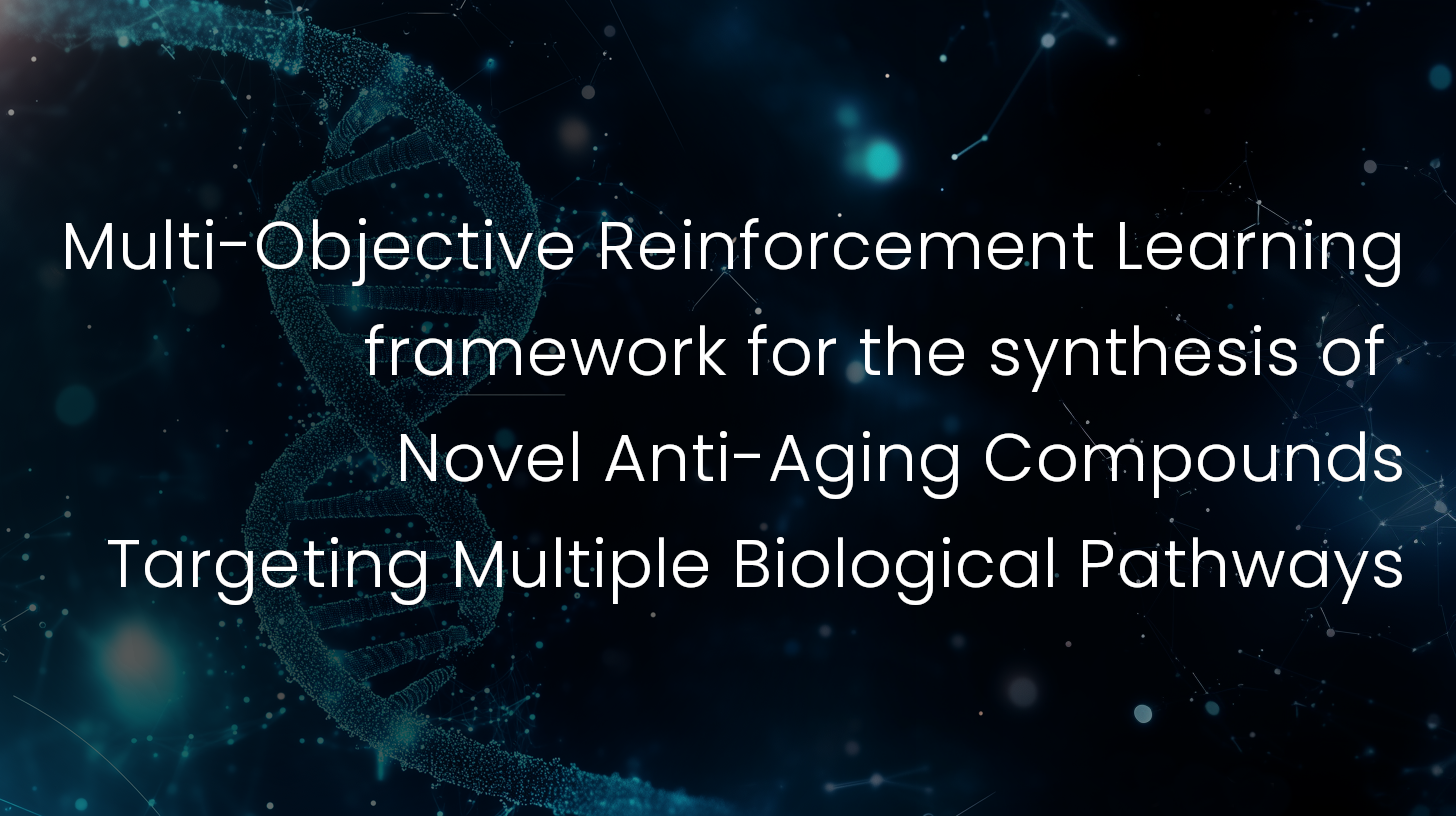 Multi-Objective Reinforcement Learning
framework for the synthesis of
Novel Anti-Aging Compounds
Targeting Multiple Biological Pathways